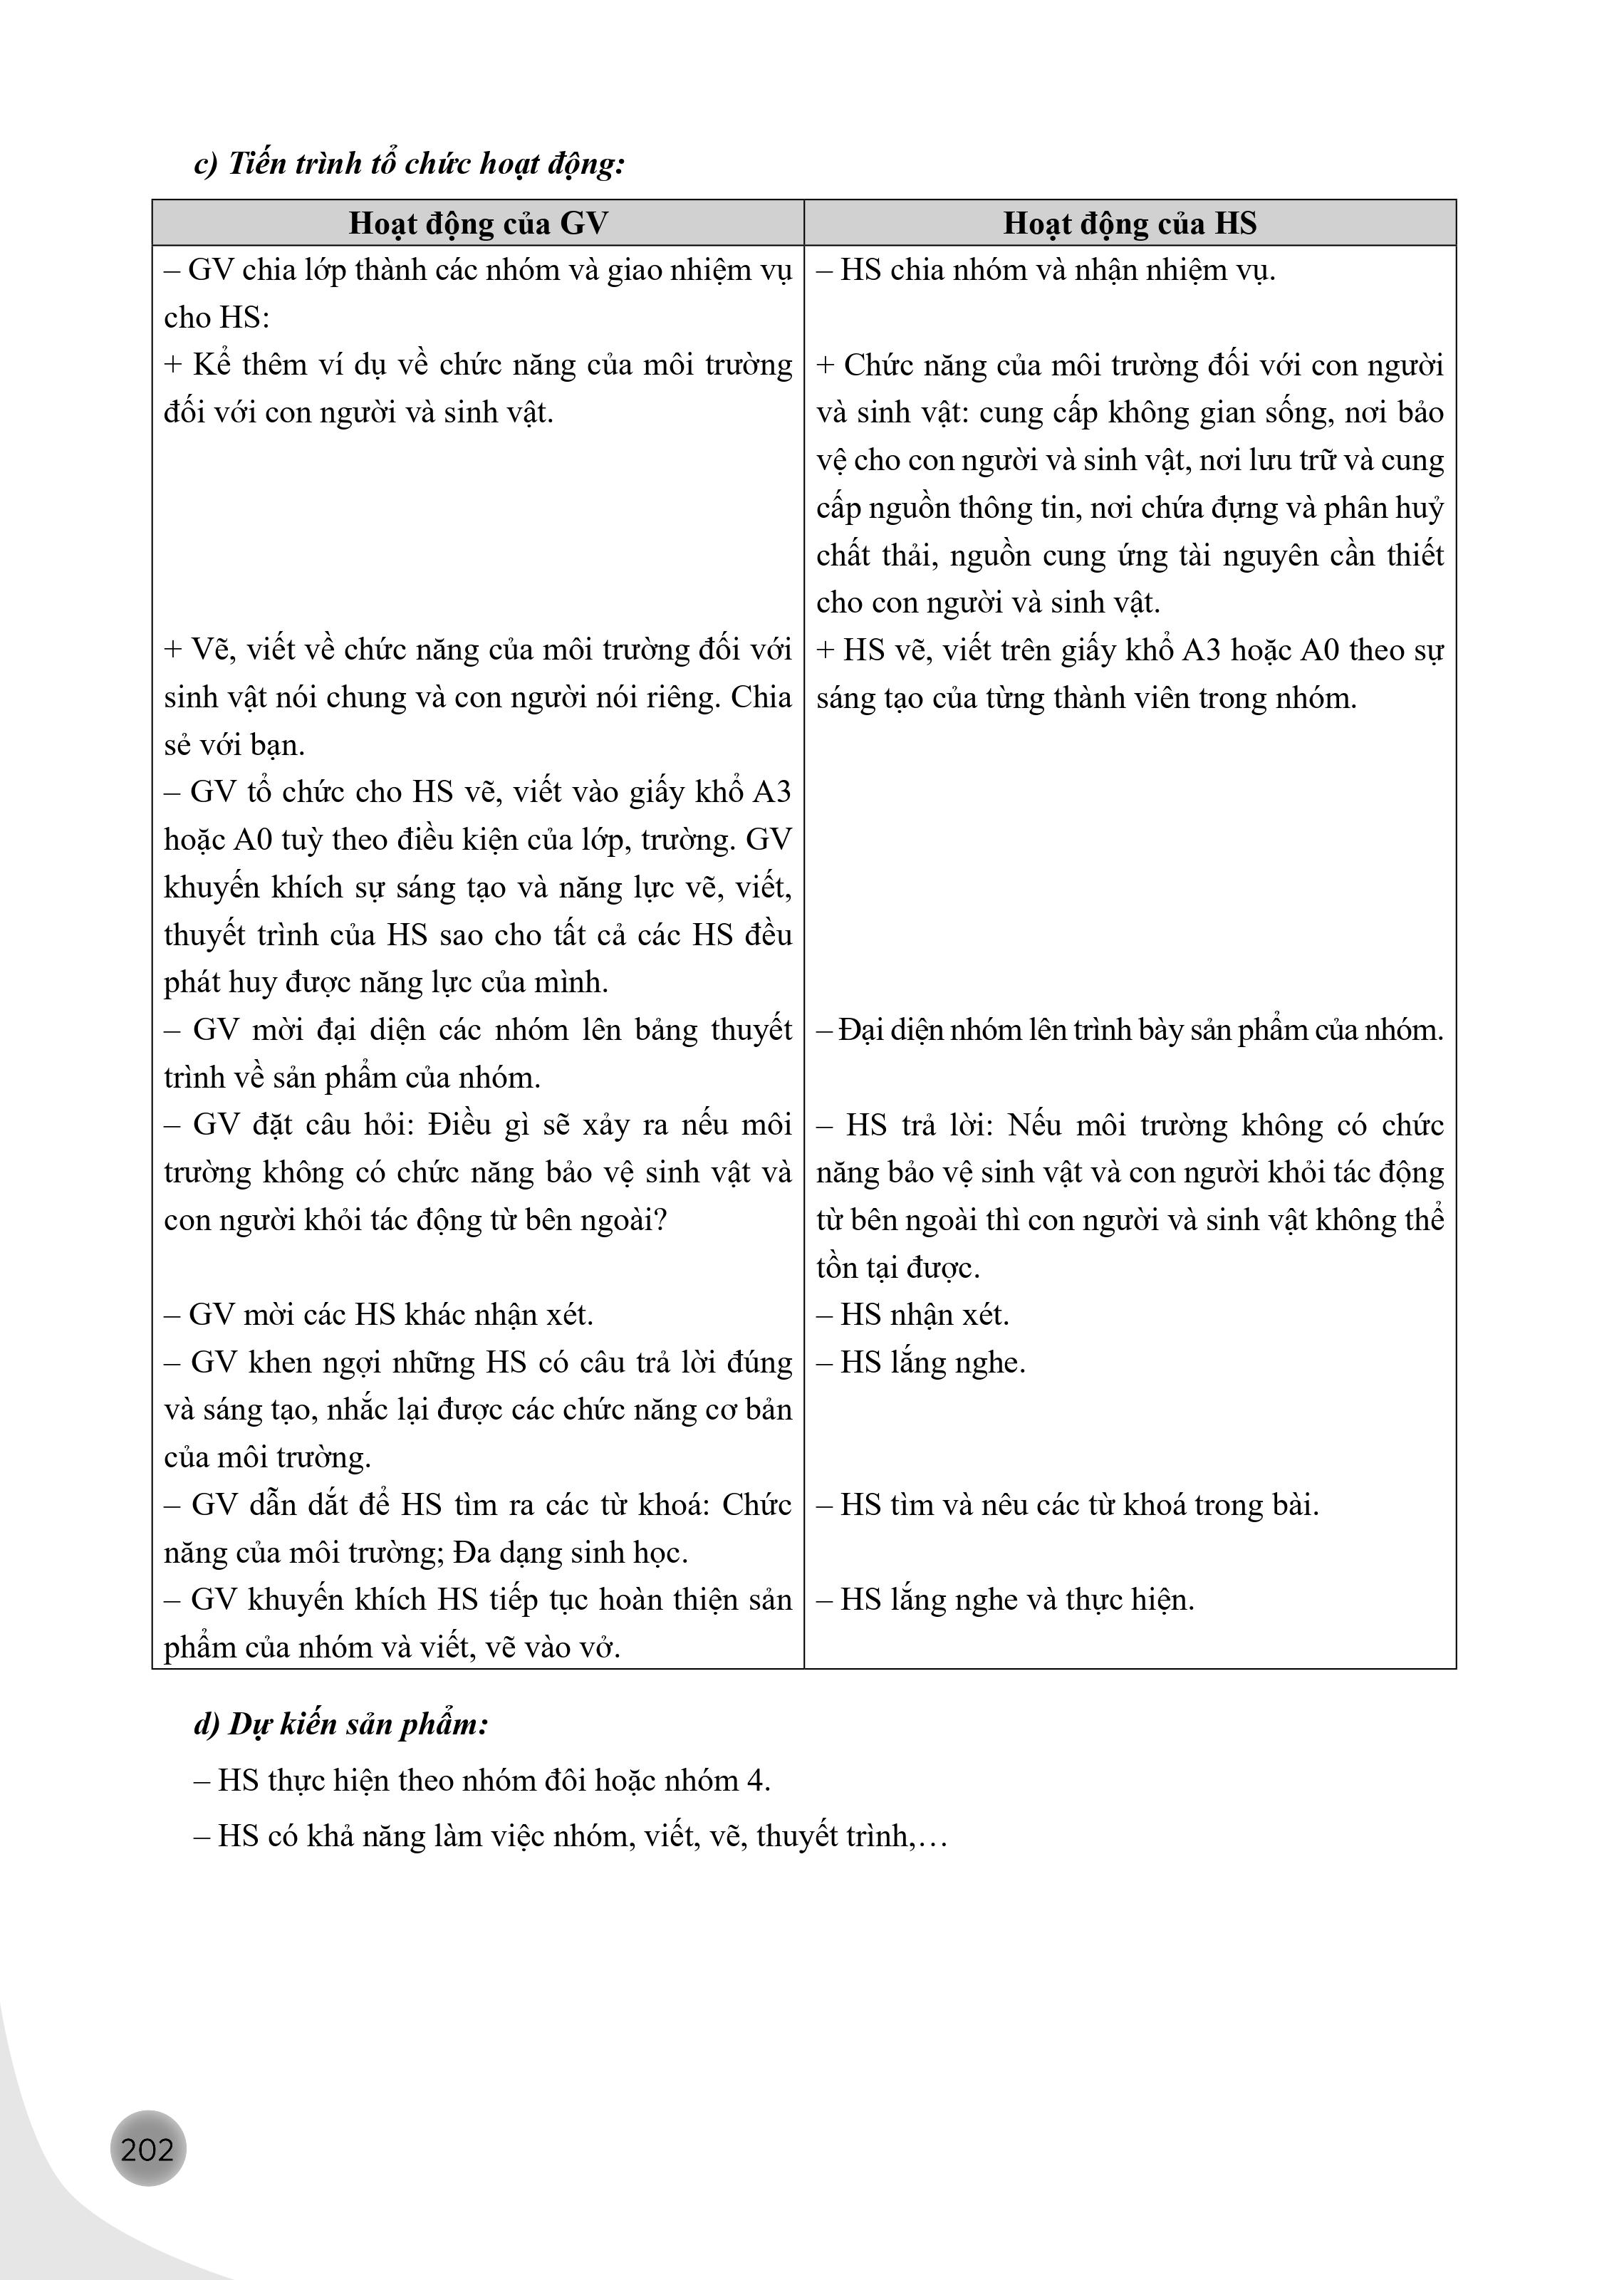 c) Tiến trình tổ chức hoạt động:
Hoạt động của GV
– GV chia lớp thành các nhóm và giao nhiệm vụ
cho HS:
+ Kể thêm ví dụ về chức năng của môi trường
đối với con người và sinh vật.
+ Vẽ, viết về chức năng của môi trường đối với
sinh vật nói chung và con người nói riêng. Chia
sẻ với bạn.
– GV tổ chức cho HS vẽ, viết vào giấy khổ A3
hoặc A0 tuỳ theo điều kiện của lớp, trường. GV
khuyến khích sự sáng tạo và năng lực vẽ, viết,
thuyết trình của HS sao cho tất cả các HS đều
phát huy được năng lực của mình.
– GV mời đại diện các nhóm lên bảng thuyết
trình về sản phẩm của nhóm.
– GV đặt câu hỏi: Điều gì sẽ xảy ra nếu môi
trường không có chức năng bảo vệ sinh vật và
con người khỏi tác động từ bên ngoài?
– GV mời các HS khác nhận xét.
– GV khen ngợi những HS có câu trả lời đúng
và sáng tạo, nhắc lại được các chức năng cơ bản
của môi trường.
– GV dẫn dắt để HS tìm ra các từ khoá: Chức
năng của môi trường; Đa dạng sinh học.
– GV khuyến khích HS tiếp tục hoàn thiện sản
phẩm của nhóm và viết, vẽ vào vở.
Hoạt động của HS
– HS chia nhóm và nhận nhiệm vụ.
+ Chức năng của môi trường đối với con người
và sinh vật: cung cấp không gian sống, nơi bảo
vệ cho con người và sinh vật, nơi lưu trữ và cung
cấp nguồn thông tin, nơi chứa đựng và phân huỷ
chất thải, nguồn cung ứng tài nguyên cần thiết
cho con người và sinh vật.
+ HS vẽ, viết trên giấy khổ A3 hoặc A0 theo sự
sáng tạo của từng thành viên trong nhóm.
– Đại diện nhóm lên trình bày sản phẩm của nhóm.
– HS trả lời: Nếu môi trường không có chức
năng bảo vệ sinh vật và con người khỏi tác động
từ bên ngoài thì con người và sinh vật không thể
tồn tại được.
– HS nhận xét.
– HS lắng nghe.
– HS tìm và nêu các từ khoá trong bài.
– HS lắng nghe và thực hiện.
d) Dự kiến sản phẩm:
– HS thực hiện theo nhóm đôi hoặc nhóm 4.
– HS có khả năng làm việc nhóm, viết, vẽ, thuyết trình,…
202